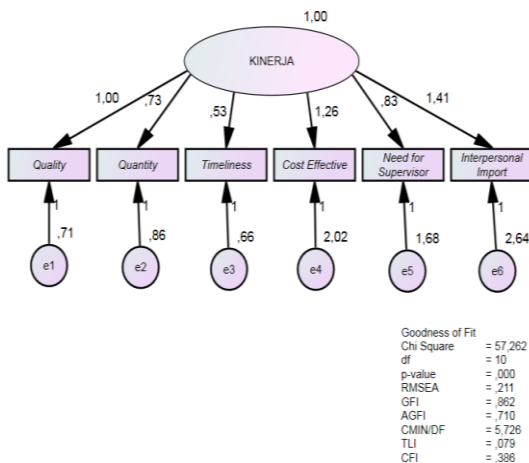 1,00
KINERJA
1,00
,73
,53
1,26
,83
1,41
Quality
Quantity
Timeliness
Cost Effective
Need for
Supervisor
Interpersonal
Import
1
1
1
1
1
1
,71
,86
,66
2,02
1,68
2,64
e1
e2
e3
e4
e5
e6
Goodness of Fit
Chi Square = 57,262
df = 10
p-value = ,000
RMSEA = ,211
GFI = ,862
AGFI = ,710
CMIN/DF = 5,726
TLI = ,079
CFI = ,386